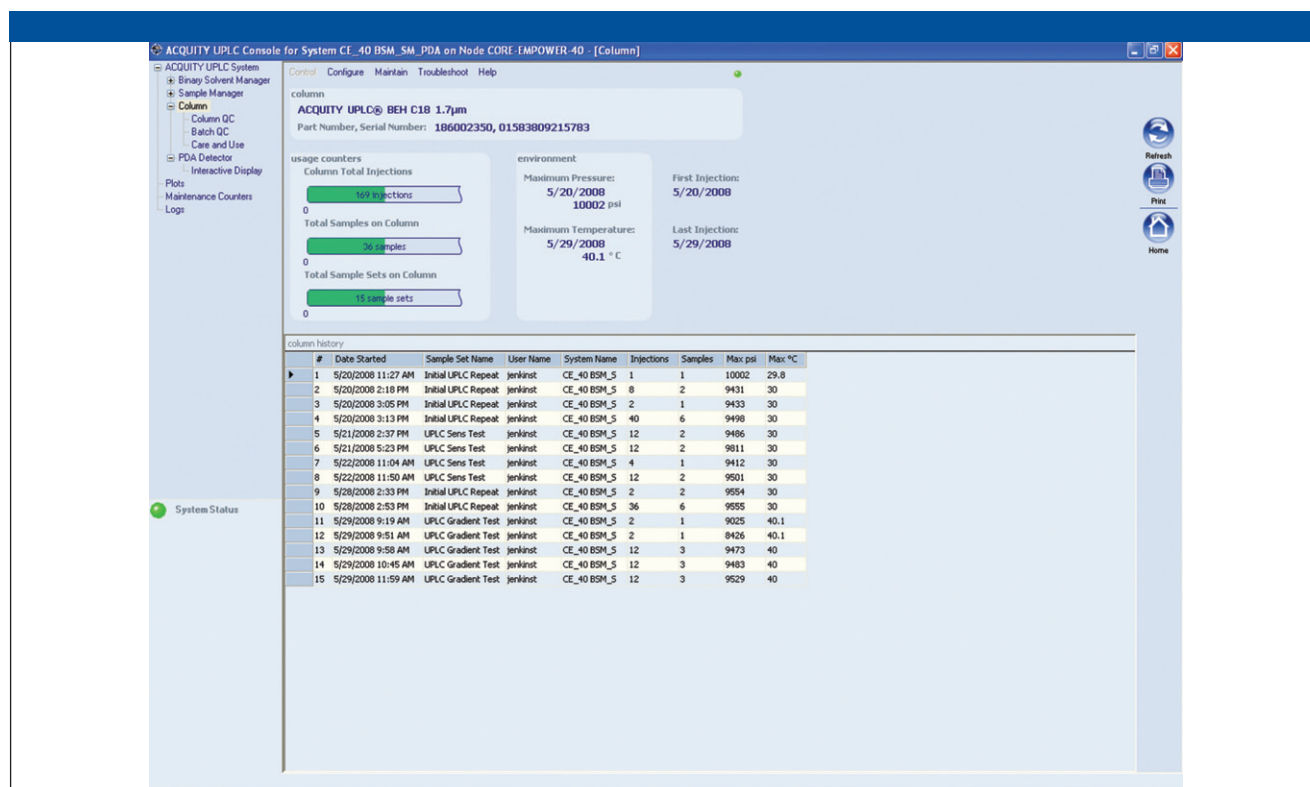 ACQUITY UPLC Console for System CE_40 BSM_SM_PDA on Node CORE-EMPOWER-40 - [Column]
ACQUITY UPLC System
Binary Solvent Manager
Sample Manager
Column
Column QC
Batch QC
Care and Use
PDA Detector
Interactive Display
Plots
Maintenance Counters
Logs
System Status
Control Configure Maintain Troubleshoot Help
column
ACQUITY UPLC® BEH C18 1.7µm
Part Number, Serial Number: 186002350, 01583809215783
usage counters
Column Total Injections
169 injections
0
Total Samples on Column
36 samples
0
Total Sample Sets on Column
15 sample sets
0
environment
Maximum Pressure:
5/20/2008
10002 psi
Maximum Temperature:
5/29/2008
40.1 °C
First Injection:
5/20/2008
Last Injection:
5/29/2008
Refresh
Print
Home
column history
# Date Started Sample Set Name User Name System Name Injections Samples Max psi Max °C
1 5/20/2008 11:27 AM Initial UPLC Repeat jenkinst CE_40 BSM_S 1 1 10002 29.8
2 5/20/2008 2:18 PM Initial UPLC Repeat jenkinst CE_40 BSM_S 8 2 9431 30
3 5/20/2008 3:05 PM Initial UPLC Repeat jenkinst CE_40 BSM_S 2 1 9433 30
4 5/20/2008 3:13 PM Initial UPLC Repeat jenkinst CE_40 BSM_S 40 6 9498 30
5 5/21/2008 2:37 PM UPLC Sens Test jenkinst CE_40 BSM_S 12 2 9486 30
6 5/21/2008 5:23 PM UPLC Sens Test jenkinst CE_40 BSM_S 12 2 9811 30
7 5/22/2008 11:04 AM UPLC Sens Test jenkinst CE_40 BSM_S 4 1 9412 30
8 5/22/2008 11:50 AM UPLC Sens Test jenkinst CE_40 BSM_S 12 2 9501 30
9 5/28/2008 2:33 PM Initial UPLC Repeat jenkinst CE_40 BSM_S 2 2 9554 30
10 5/28/2008 2:53 PM Initial UPLC Repeat jenkinst CE_40 BSM_S 36 6 9555 30
11 5/29/2008 9:19 AM UPLC Gradient Test jenkinst CE_40 BSM_S 2 1 9025 40.1
12 5/29/2008 9:51 AM UPLC Gradient Test jenkinst CE_40 BSM_S 2 1 8426 40.1
13 5/29/2008 9:58 AM UPLC Gradient Test jenkinst CE_40 BSM_S 12 3 9473 40
14 5/29/2008 10:45 AM UPLC Gradient Test jenkinst CE_40 BSM_S 12 3 9483 40
15 5/29/2008 11:59 AM UPLC Gradient Test jenkinst CE_40 BSM_S 12 3 9529 40